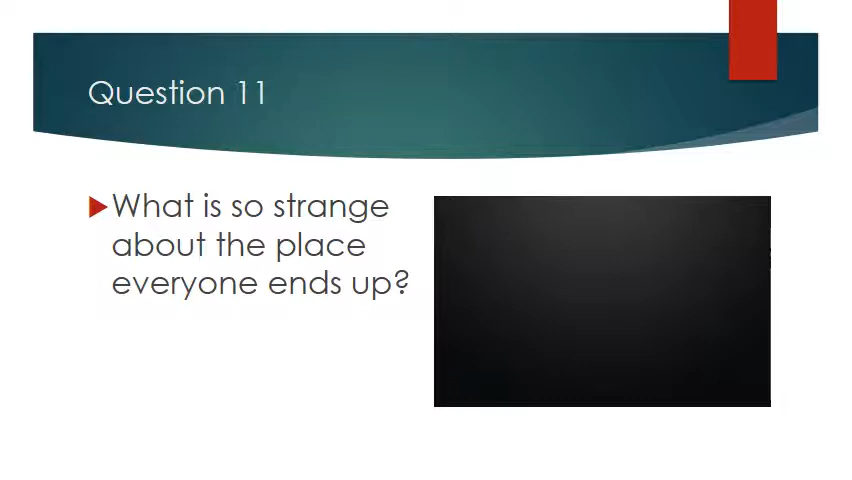 Question 11
What is so strange
about the place
everyone ends up?